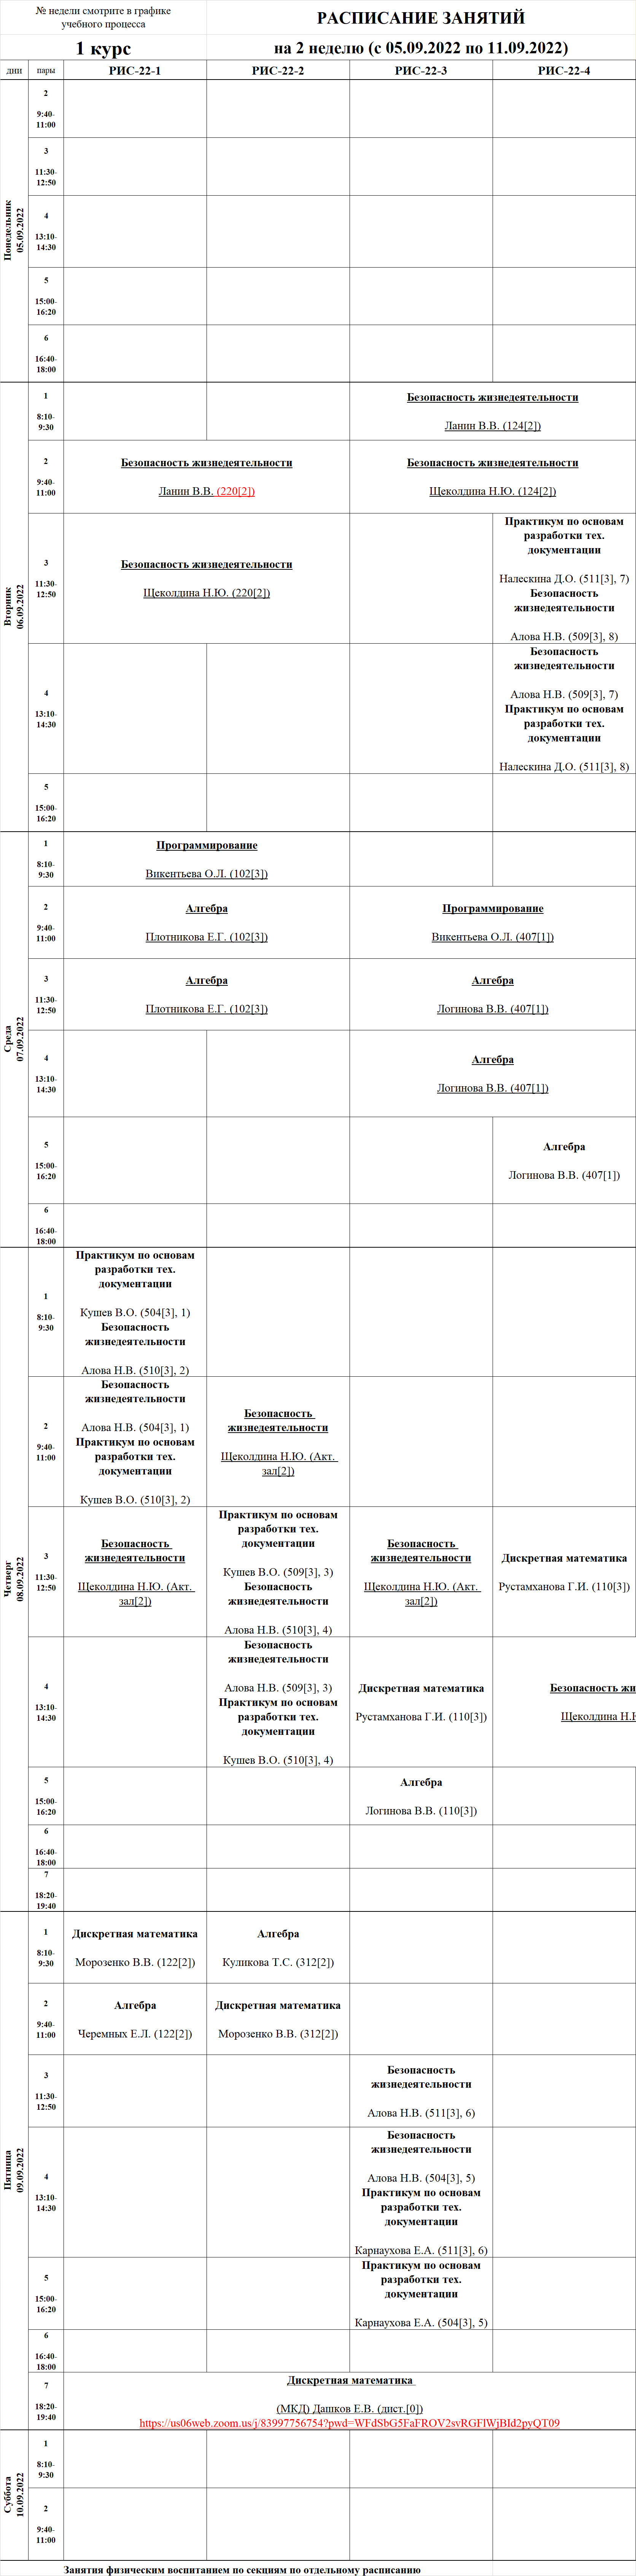 № недели смотрите в графике
учебного процесса
РАСПИСАНИЕ ЗАНЯТИЙ
1 курс
на 2 неделю (с 05.09.2022 по 11.09.2022)
дни
пары
РИС-22-1
РИС-22-2
РИС-22-3
РИС-22-4
Понедельник
05.09.2022
2
9:40-
11:00
3
11:30-
12:50
4
13:10-
14:30
5
15:00-
16:20
6
16:40-
18:00
Вторник
06.09.2022
1
8:10-
9:30
Безопасность жизнедеятельности
Ланин В.В. (124[2])
2
9:40-
11:00
Безопасность жизнедеятельности
Ланин В.В. (220[2])
Безопасность жизнедеятельности
Щеколдина Н.Ю. (124[2])
3
11:30-
12:50
Безопасность жизнедеятельности
Щеколдина Н.Ю. (220[2])
Практикум по основам
разработки тех.
документации
Налескина Д.О. (511[3], 7)
Безопасность
жизнедеятельности
Алова Н.В. (509[3], 8)
4
13:10-
14:30
Безопасность
жизнедеятельности
Алова Н.В. (509[3], 7)
Практикум по основам
разработки тех.
документации
Налескина Д.О. (511[3], 8)
5
15:00-
16:20
Среда
07.09.2022
1
8:10-
9:30
Программирование
Викентьева О.Л. (102[3])
2
9:40-
11:00
Алгебра
Плотникова Е.Г. (102[3])
Программирование
Викентьева О.Л. (407[1])
3
11:30-
12:50
Алгебра
Плотникова Е.Г. (102[3])
Алгебра
Логинова В.В. (407[1])
4
13:10-
14:30
Алгебра
Логинова В.В. (407[1])
5
15:00-
16:20
Алгебра
Логинова В.В. (407[1])
6
16:40-
18:00
Четверг
08.09.2022
1
8:10-
9:30
Практикум по основам
разработки тех.
документации
Кушев В.О. (504[3], 1)
Безопасность
жизнедеятельности
Алова Н.В. (510[3], 2)
2
9:40-
11:00
Безопасность
жизнедеятельности
Алова Н.В. (504[3], 1)
Практикум по основам
разработки тех.
документации
Кушев В.О. (510[3], 2)
Безопасность
жизнедеятельности
Щеколдина Н.Ю. (Акт.
зал[2])
3
11:30-
12:50
Безопасность
жизнедеятельности
Щеколдина Н.Ю. (Акт.
зал[2])
Практикум по основам
разработки тех.
документации
Кушев В.О. (509[3], 3)
Безопасность
жизнедеятельности
Алова Н.В. (510[3], 4)
Безопасность
жизнедеятельности
Щеколдина Н.Ю. (Акт.
зал[2])
Дискретная математика
Рустамханова Г.И. (110[3])
4
13:10-
14:30
Безопасность
жизнедеятельности
Алова Н.В. (509[3], 3)
Практикум по основам
разработки тех.
документации
Кушев В.О. (510[3], 4)
Дискретная математика
Рустамханова Г.И. (110[3])
Безопасность жи
Щеколдина Н.
5
15:00-
16:20
Алгебра
Логинова В.В. (110[3])
6
16:40-
18:00
7
18:20-
19:40
Пятница
09.09.2022
1
8:10-
9:30
Дискретная математика
Морозенко В.В. (122[2])
Алгебра
Куликова Т.С. (312[2])
2
9:40-
11:00
Алгебра
Черемных Е.Л. (122[2])
Дискретная математика
Морозенко В.В. (312[2])
3
11:30-
12:50
Безопасность
жизнедеятельности
Алова Н.В. (511[3], 6)
4
13:10-
14:30
Безопасность
жизнедеятельности
Алова Н.В. (504[3], 5)
Практикум по основам
разработки тех.
документации
Карнаухова Е.А. (511[3], 6)
5
15:00-
16:20
Практикум по основам
разработки тех.
документации
Карнаухова Е.А. (504[3], 5)
6
16:40-
18:00
7
18:20-
19:40
Дискретная математика
(МКД) Дашков Е.В. (дист.[0])
https://us06web.zoom.us/j/83997756754?pwd=WFdSbG5FaFROV2svRGFlWjBId2pyQT09
Суббота
10.09.2022
1
8:10-
9:30
2
9:40-
11:00
Занятия физическим воспитанием по секциям по отдельному расписанию